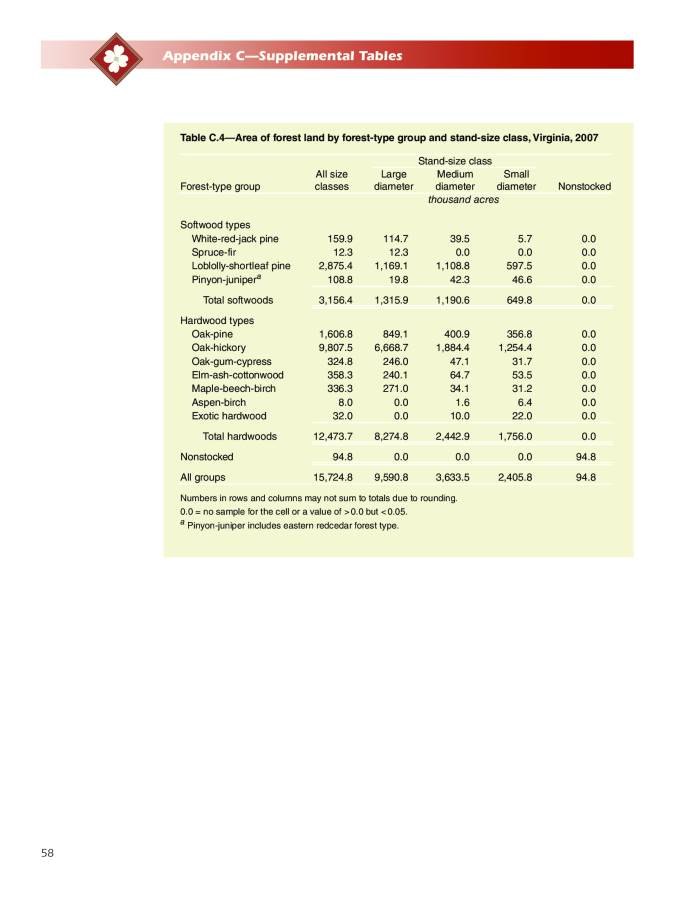 Appendix C—Supplemental Tables
Table C.4—Area of forest land by forest-type group and stand-size class, Virginia, 2007
Stand-size class
All size Large Medium Small
Forest-type group classes diameter diameter diameter Nonstocked
thousand acres
Softwood types
White-red-jack pine 159.9 114.7 39.5 5.7 0.0
Spruce-fir 12.3 12.3 0.0 0.0 0.0
Loblolly-shortleaf pine 2,875.4 1,169.1 1,108.8 597.5 0.0
Pinyon-juniper a 108.8 19.8 42.3 46.6 0.0
Total softwoods 3,156.4 1,315.9 1,190.6 649.8 0.0
Hardwood types
Oak-pine 1,606.8 849.1 400.9 356.8 0.0
Oak-hickory 9,807.5 6,668.7 1,884.4 1,254.4 0.0
Oak-gum-cypress 324.8 246.0 47.1 31.7 0.0
Elm-ash-cottonwood 358.3 240.1 64.7 53.5 0.0
Maple-beech-birch 336.3 271.0 34.1 31.2 0.0
Aspen-birch 8.0 0.0 1.6 6.4 0.0
Exotic hardwood 32.0 0.0 10.0 22.0 0.0
Total hardwoods 12,473.7 8,274.8 2,442.9 1,756.0 0.0
Nonstocked 94.8 0.0 0.0 0.0 94.8
All groups 15,724.8 9,590.8 3,633.5 2,405.8 94.8
Numbers in rows and columns may not sum to totals due to rounding.
0.0 = no sample for the cell or a value of >0.0 but <0.05.
a Pinyon-juniper includes eastern redcedar forest type.
58